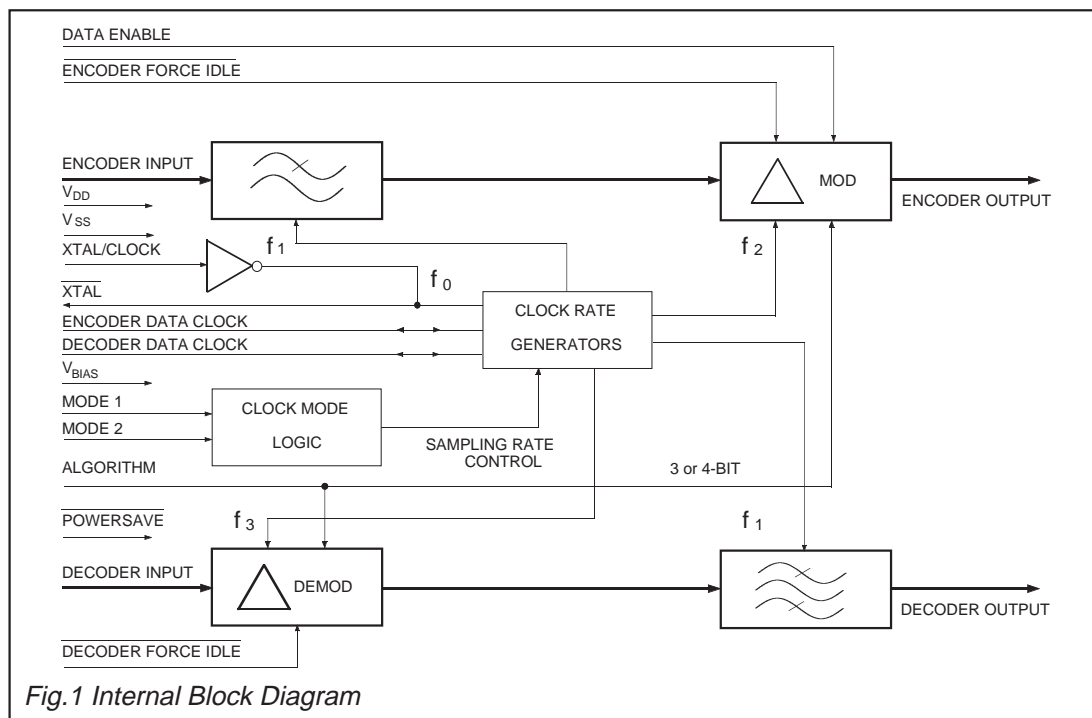 DATA ENABLE
ENCODER FORCE IDLE
ENCODER INPUT
MOD
ENCODER OUTPUT
VDD
VSS
XTAL/CLOCK
f1
f2
f0
XTAL
CLOCK RATE
GENERATORS
ENCODER DATA CLOCK
DECODER DATA CLOCK
VBIAS
MODE 1
MODE 2
CLOCK MODE
LOGIC
SAMPLING RATE
CONTROL
ALGORITHM
3 or 4-BIT
POWERSAVE
f3
f1
DECODER INPUT
DEMOD
DECODER OUTPUT
DECODER FORCE IDLE
Fig.1 Internal Block Diagram